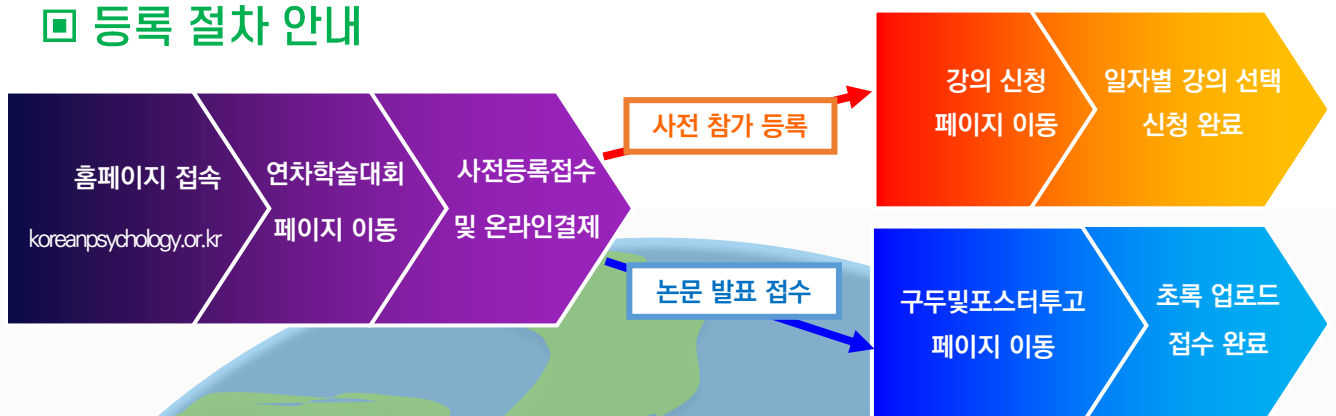 ▣ 등록 절차 안내
홈페이지 접속
koreanpsychology.or.kr
연차학술대회
페이지 이동
사전등록접수
및 온라인결제
사전 참가 등록
강의 신청
페이지 이동
일자별 강의 선택
신청 완료
논문 발표 접수
구두및포스터투고
페이지 이동
초록 업로드
접수 완료